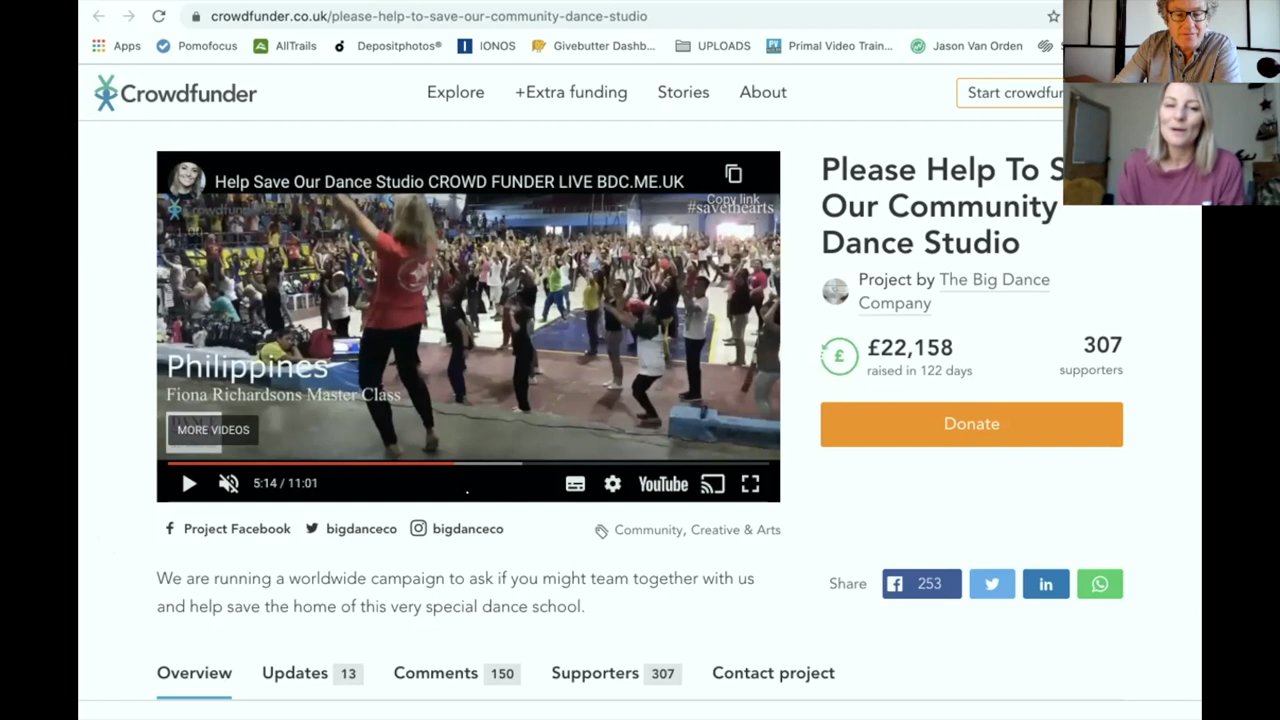 crowdfunder.co.uk/please-help-to-save-our-community-dance-studio
Apps Pomofocus AllTrails Depositphotos® IONOS Givebutter Dashb... UPLOADS Primal Video Train... Jason Van Orden
Crowdfunder
Explore +Extra funding Stories About
Start crowdfun
Help Save Our Dance Studio CROWD FUNDER LIVE BDC.ME.UK
Copy link
Crowdfunder
#savethearts
Philippines
Fiona Richardsons Master Class
MORE VIDEOS
5:14 / 11:01
YouTube
Please Help To S
Our Community
Dance Studio
Project by The Big Dance
Company
£
£22,158
raised in 122 days
307
supporters
Donate
Project Facebook bigdanceco bigdanceco
Community, Creative & Arts
We are running a worldwide campaign to ask if you might team together with us
and help save the home of this very special dance school.
Share 253
Overview Updates 13 Comments 150 Supporters 307 Contact project